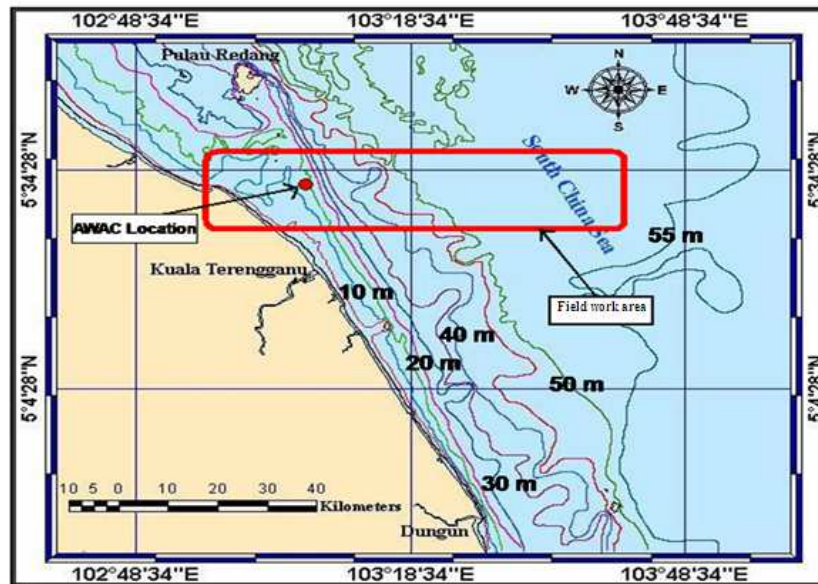 102°48'34"E 103°18'34"E 103°48'34"E
Pulau Redang
N
W E
S
5°34'28"N 5°34'28"N
South China Sea
AWAC Location
55 m
Kuala Terengganu
10 m
Field work area
40 m
20 m
50 m
5°4'28"N 5°4'28"N
30 m
10 5 0 10 20 30 40
Kilometers
Dungun
102°48'34"E 103°18'34"E 103°48'34"E